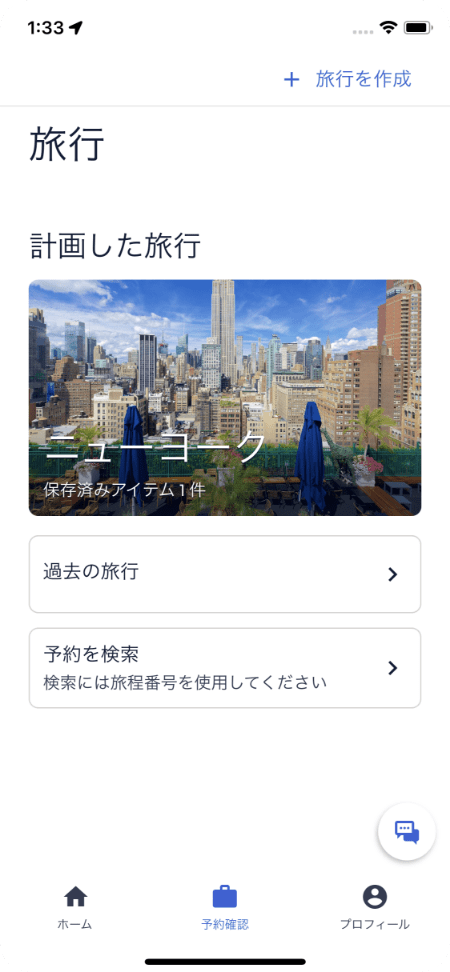 1:33
+ 旅行を作成
旅行
計画した旅行
ニューヨーク
保存済みアイテム 1 件
過去の旅行
予約を検索
検索には旅程番号を使用してください
ホーム
予約確認
プロフィール